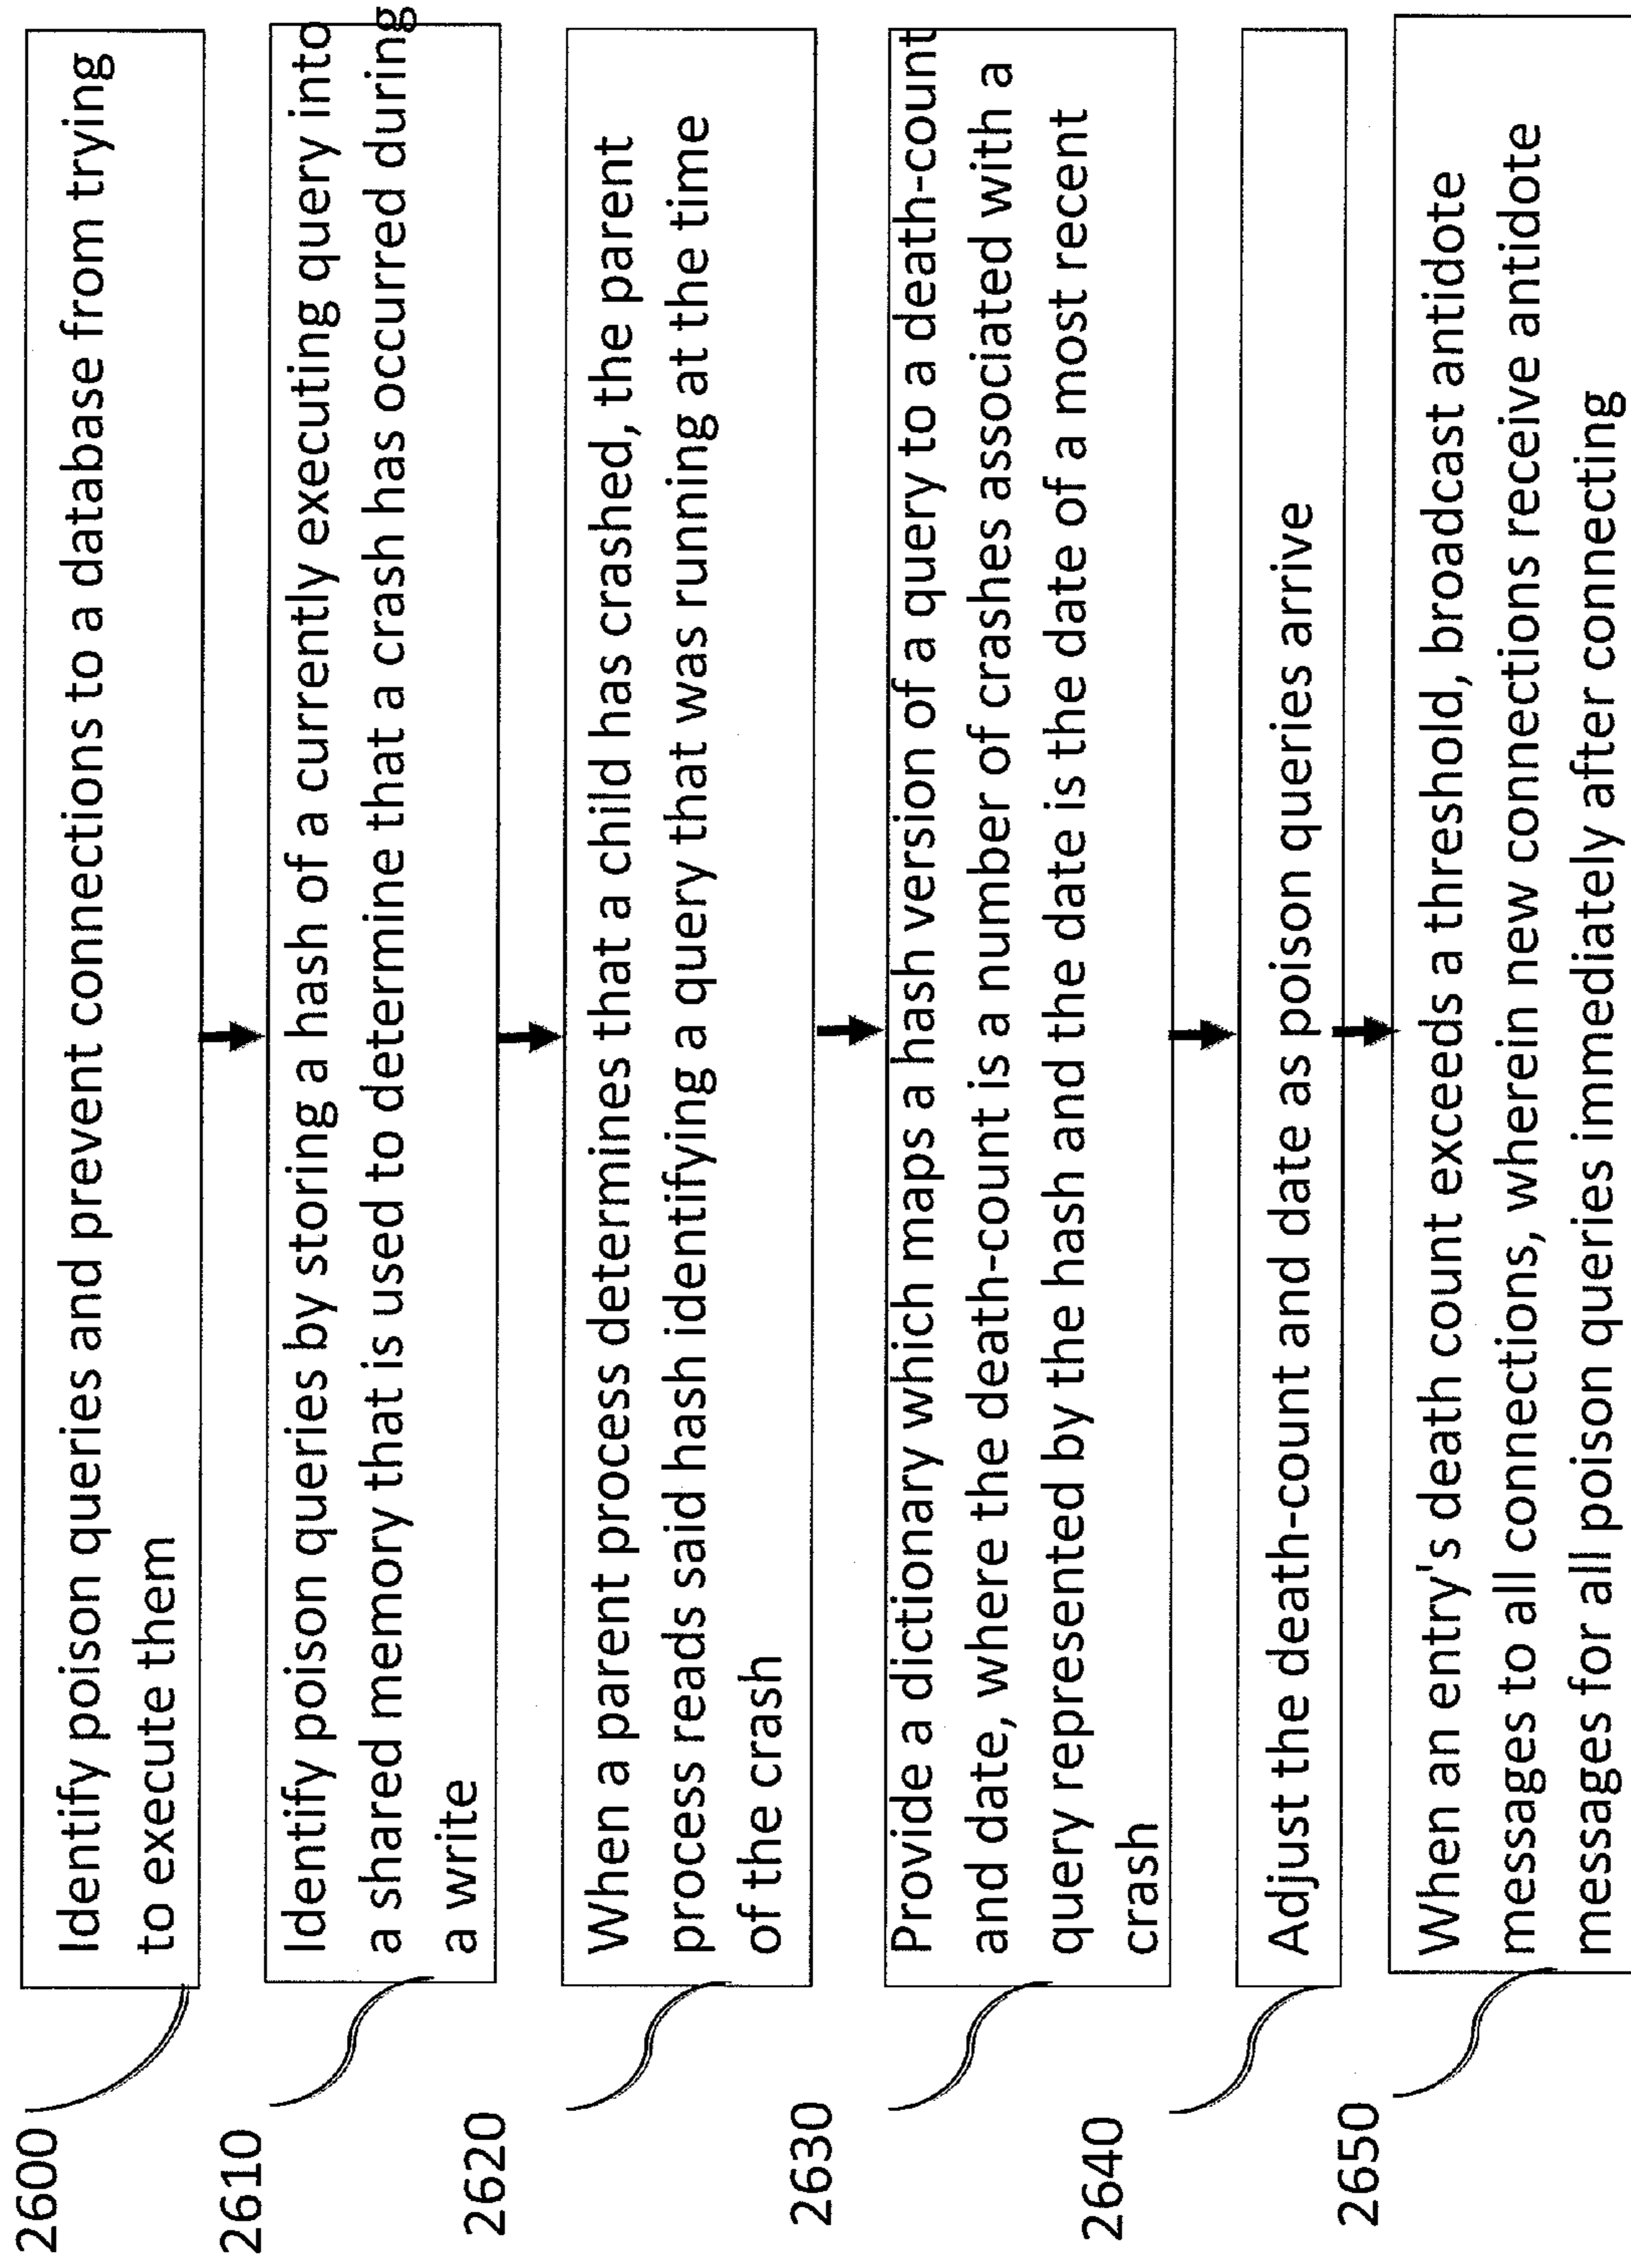 2600
Identify poison queries and prevent connections to a database from trying
to execute them
2610
Identify poison queries by storing a hash of a currently executing query into
a shared memory that is used to determine that a crash has occurred during
a write
2620
When a parent process determines that a child has crashed, the parent
process reads said hash identifying a query that was running at the time
of the crash
2630
Provide a dictionary which maps a hash version of a query to a death-count
and date, where the death-count is a number of crashes associated with a
query represented by the hash and the date is the date of a most recent
crash
2640
Adjust the death-count and date as poison queries arrive
2650
When an entry's death count exceeds a threshold, broadcast antidote
messages to all connections, wherein new connections receive antidote
messages for all poison queries immediately after connecting